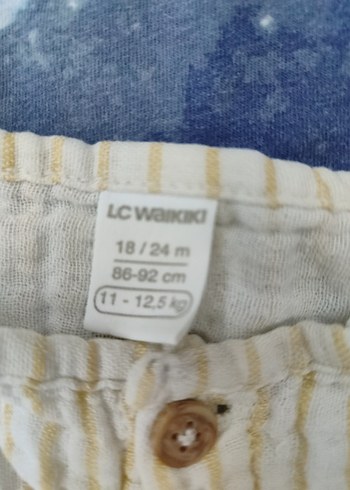 LC WAIKIKI
18 / 24 m
86-92 cm
11 - 12,5 kg